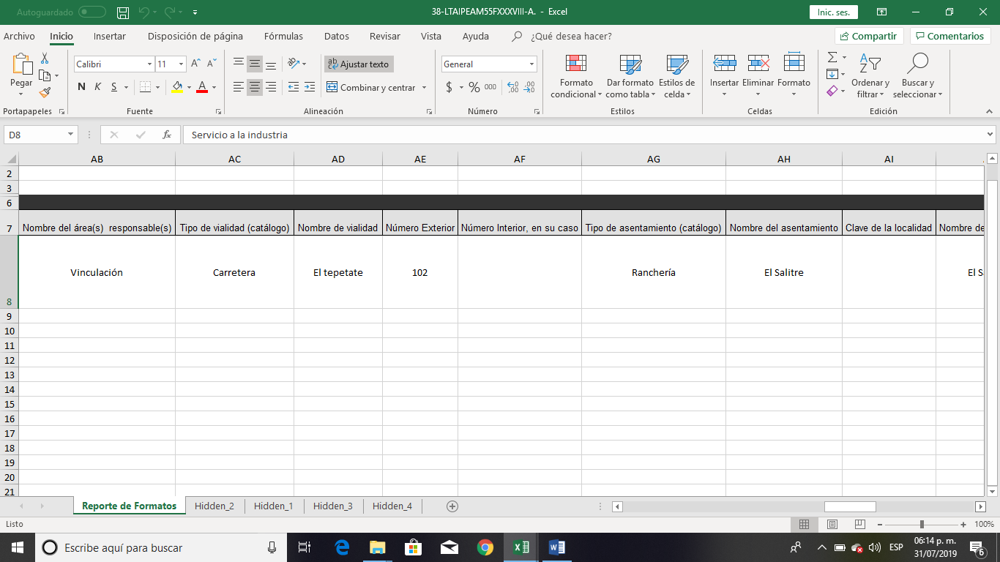 Autoguardado
38-LTAIPEAM55FXXXVIII-A. - Excel
Inic. ses.
Archivo Inicio Insertar Disposición de página Fórmulas Datos Revisar Vista Ayuda ¿Qué desea hacer? Compartir Comentarios
Calibri 11 Ajustar texto General
Pegar Formato condicional Dar formato como tabla Estilos de celda Insertar Eliminar Formato Ordenar y filtrar Buscar y seleccionar
N K S A Combinar y centrar $ % 000
Portapapeles Fuente Alineación Número Estilos Celdas Edición
D8 fx Servicio a la industria
AB AC AD AE AF AG AH AI
2
3
6
7 Nombre del área(s) responsable(s) Tipo de vialidad (catálogo) Nombre de vialidad Número Exterior Número Interior, en su caso Tipo de asentamiento (catálogo) Nombre del asentamiento Clave de la localidad Nombre de
Vinculación Carretera El tepetate 102 Ranchería El Salitre El S
8
9
10
11
12
13
14
15
16
17
18
19
20
21
Reporte de Formatos Hidden_2 Hidden_1 Hidden_3 Hidden_4
Listo 100%
Escribe aquí para buscar ESP 06:14 p. m.
31/07/2019 6